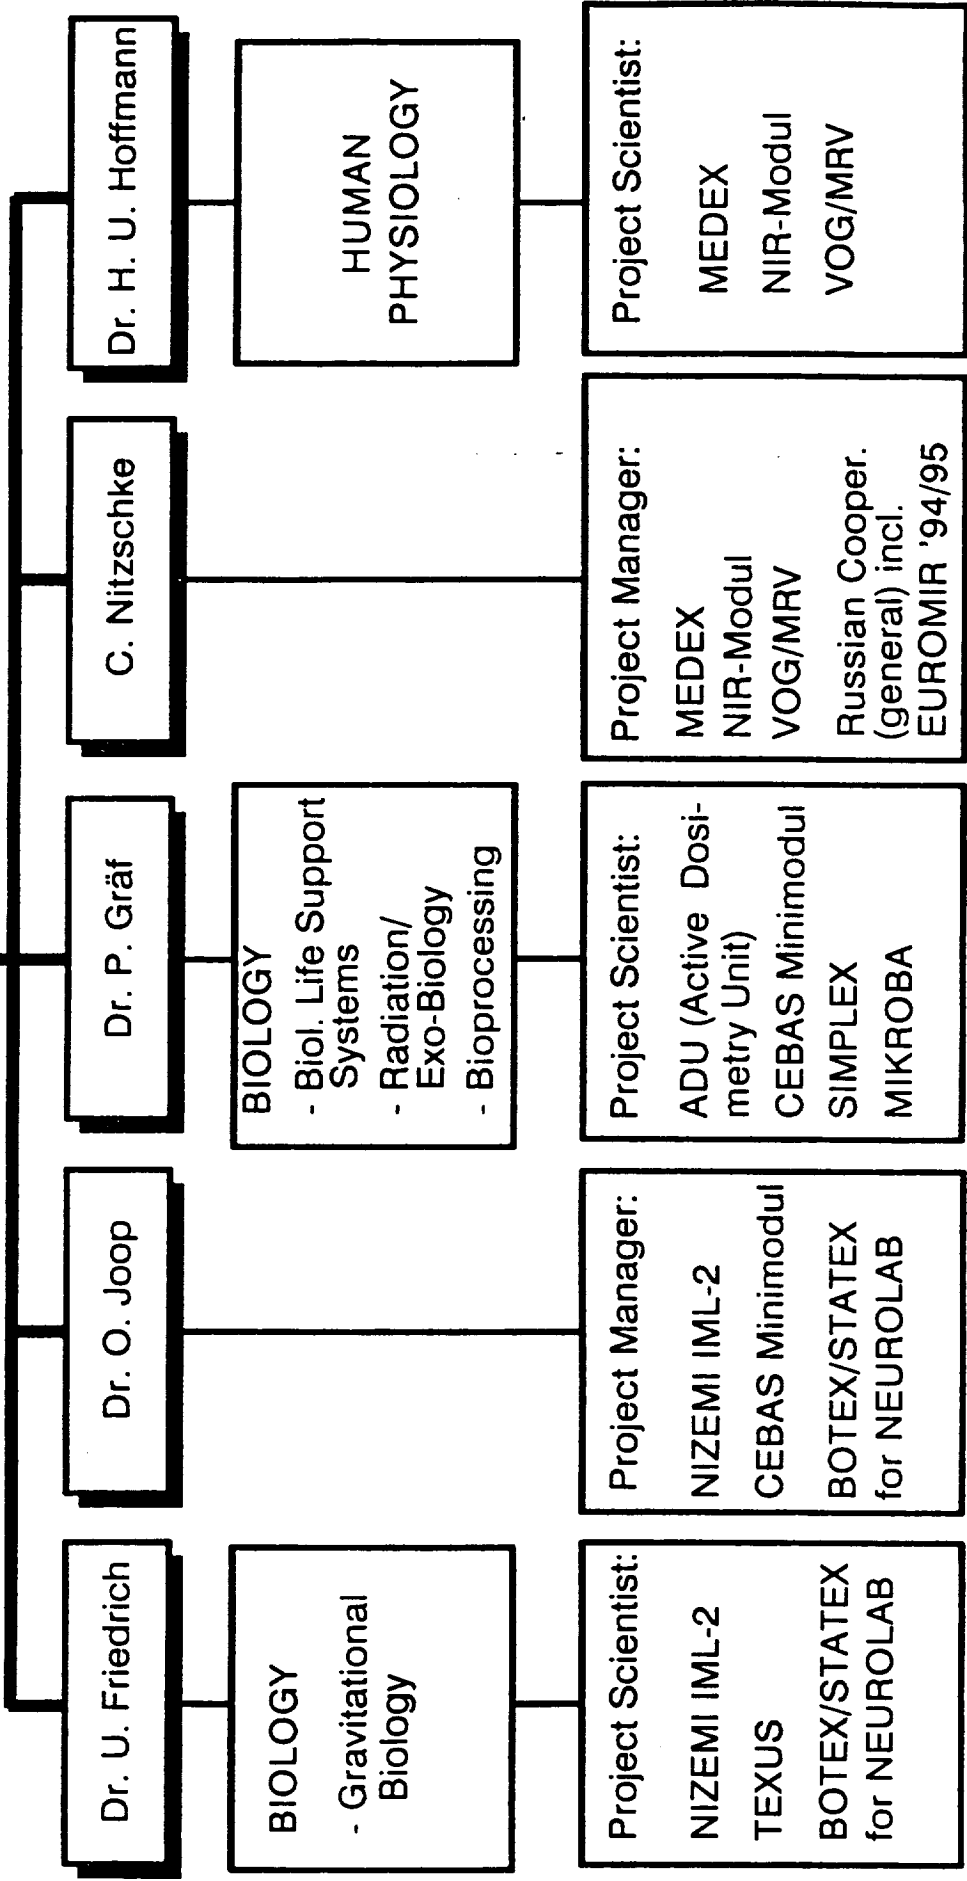 Dr. U. Friedrich
BIOLOGY
- Gravitational
Biology
Project Scientist:
NIZEMI IML-2
TEXUS
BOTEX/STATEX
for NEUROLAB
Dr. O. Joop
Project Manager:
NIZEMI IML-2
CEBAS Minimodul
BOTEX/STATEX
for NEUROLAB
Dr. P. Gräf
BIOLOGY
- Biol. Life Support
Systems
- Radiation/
Exo-Biology
- Bioprocessing
Project Scientist:
ADU (Active Dosi-
metry Unit)
CEBAS Minimodul
SIMPLEX
MIKROBA
C. Nitzschke
Project Manager:
MEDEX
NIR-Modul
VOG/MRV
Russian Cooper.
(general) incl.
EUROMIR '94/95
Dr. H. U. Hoffmann
HUMAN
PHYSIOLOGY
Project Scientist:
MEDEX
NIR-Modul
VOG/MRV